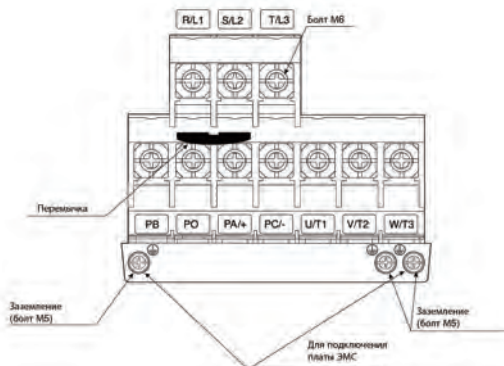 R/L1 S/L2 T/L3
Болт М6
Перемычка
PB PO PA/+ PC/- U/T1 V/T2 W/T3
Заземление
(болт М5)
Для подключения
платы ЭМС
Заземление
(болт М5)